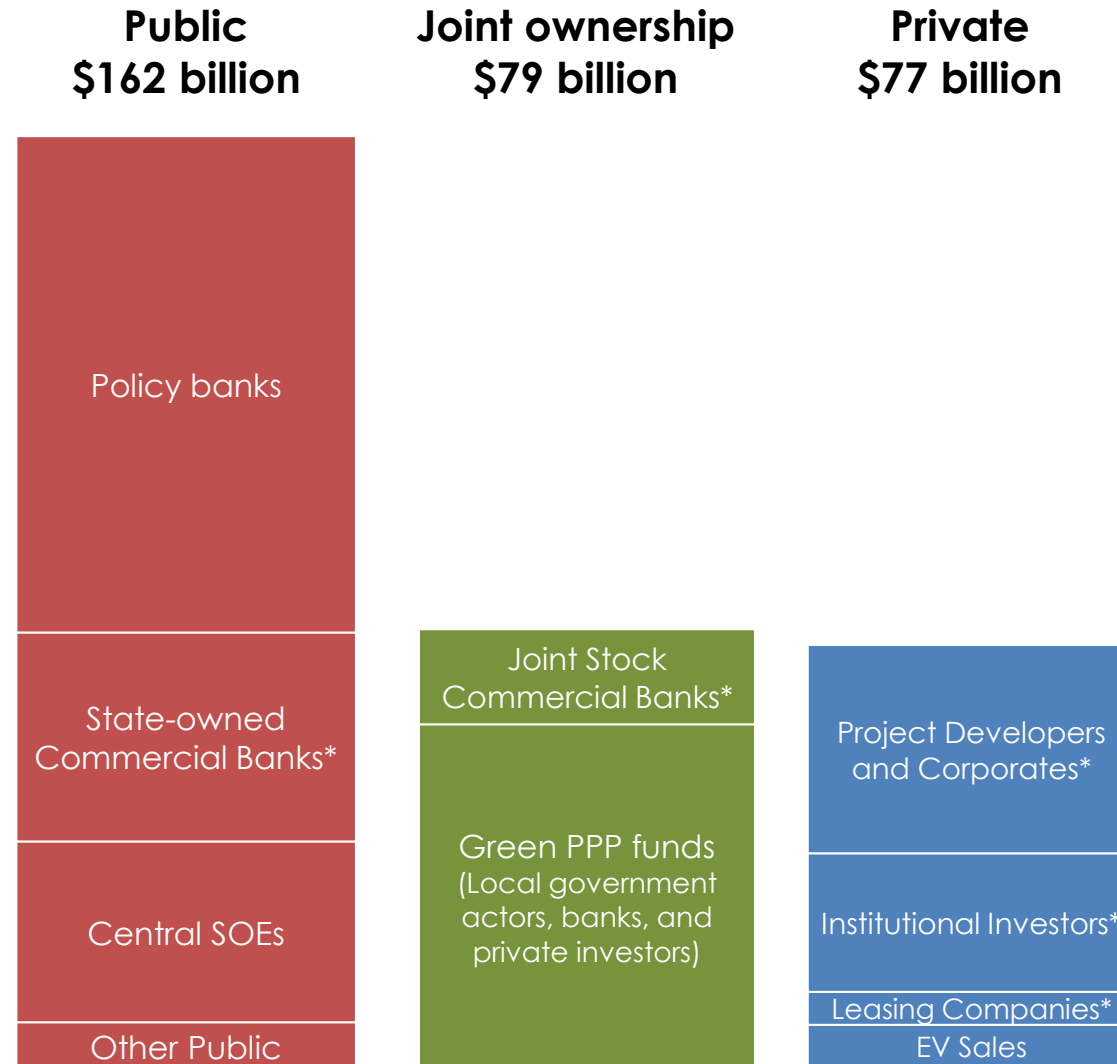 Public
$162 billion
Joint ownership
$79 billion
Private
$77 billion
Policy banks
State-owned
Commercial Banks*
Central SOEs
Other Public
Joint Stock
Commercial Banks*
Green PPP funds
(Local government
actors, banks, and
private investors)
Project Developers
and Corporates*
Institutional Investors*
Leasing Companies*
EV Sales